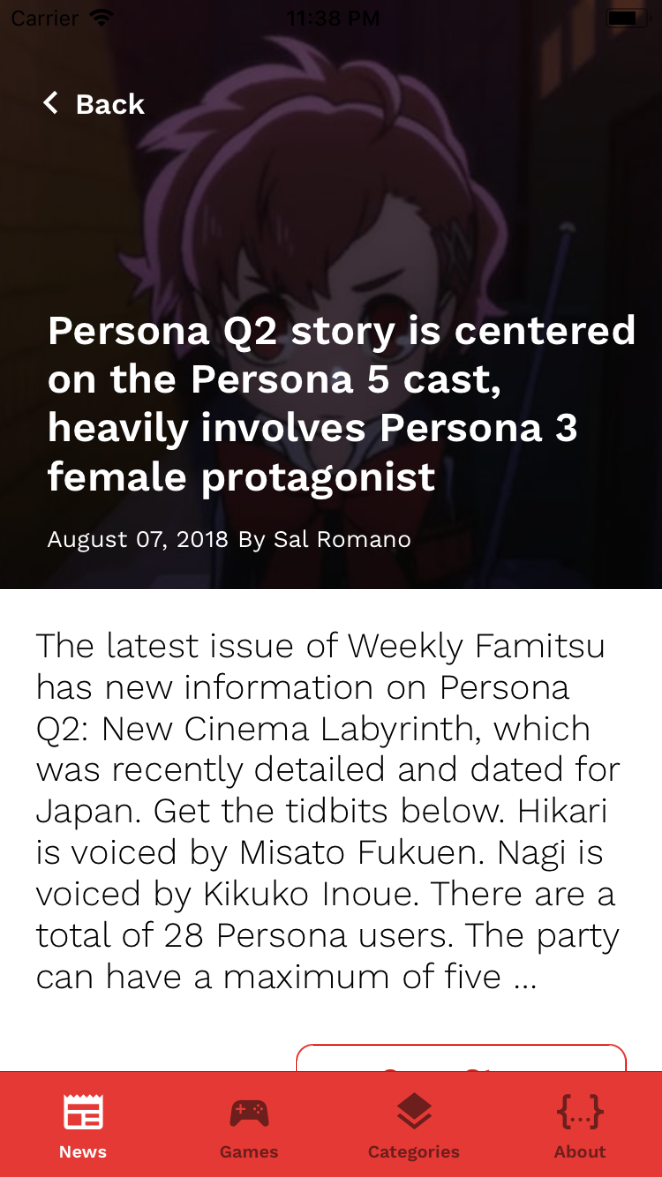 Carrier 11:38 PM
Back
Persona Q2 story is centered
on the Persona 5 cast,
heavily involves Persona 3
female protagonist
August 07, 2018 By Sal Romano
The latest issue of Weekly Famitsu
has new information on Persona
Q2: New Cinema Labyrinth, which
was recently detailed and dated for
Japan. Get the tidbits below. Hikari
is voiced by Misato Fukuen. Nagi is
voiced by Kikuko Inoue. There are a
total of 28 Persona users. The party
can have a maximum of five ...
News Games Categories About